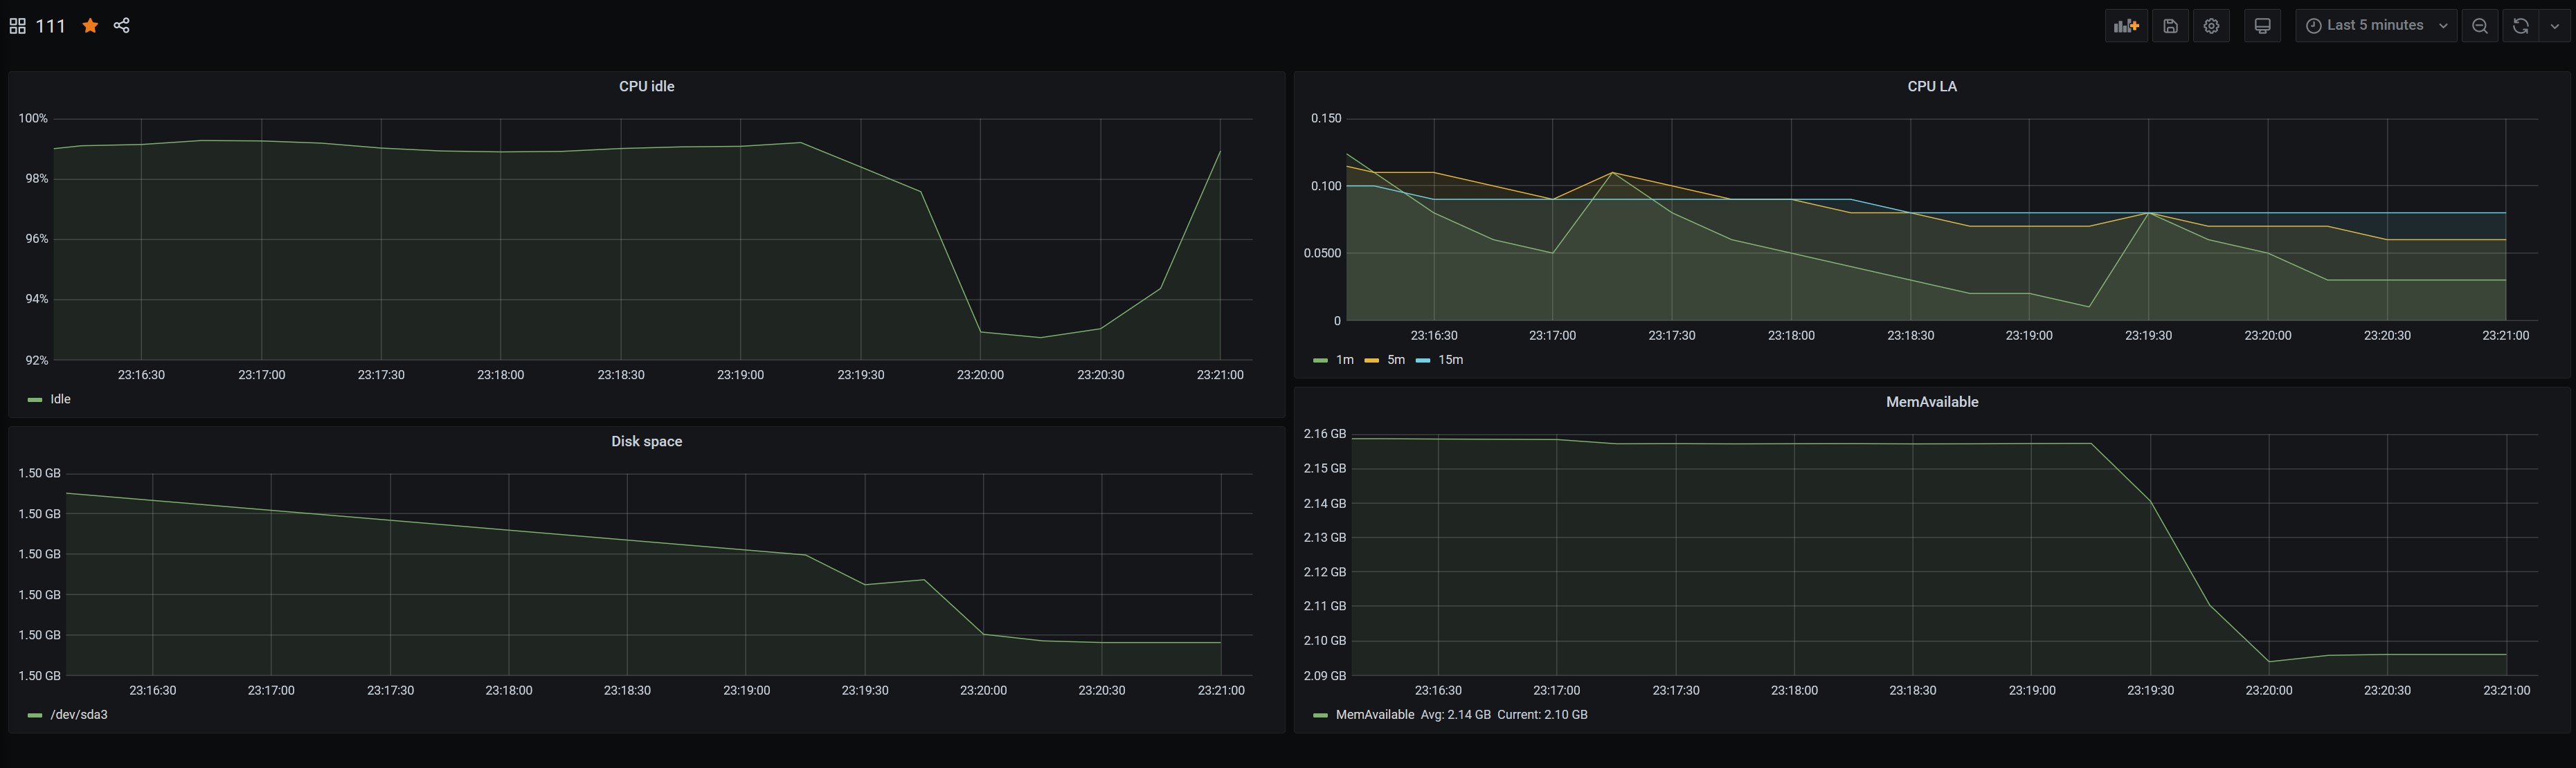 111
Last 5 minutes
CPU idle
100%
98%
96%
94%
92%
23:16:30 23:17:00 23:17:30 23:18:00 23:18:30 23:19:00 23:19:30 23:20:00 23:20:30 23:21:00
Idle
CPU LA
0.150
0.100
0.0500
0
23:16:30 23:17:00 23:17:30 23:18:00 23:18:30 23:19:00 23:19:30 23:20:00 23:20:30 23:21:00
1m 5m 15m
Disk space
1.50 GB
1.50 GB
1.50 GB
1.50 GB
1.50 GB
1.50 GB
23:16:30 23:17:00 23:17:30 23:18:00 23:18:30 23:19:00 23:19:30 23:20:00 23:20:30 23:21:00
/dev/sda3
MemAvailable
2.16 GB
2.15 GB
2.14 GB
2.13 GB
2.12 GB
2.11 GB
2.10 GB
2.09 GB
23:16:30 23:17:00 23:17:30 23:18:00 23:18:30 23:19:00 23:19:30 23:20:00 23:20:30 23:21:00
MemAvailable Avg: 2.14 GB Current: 2.10 GB